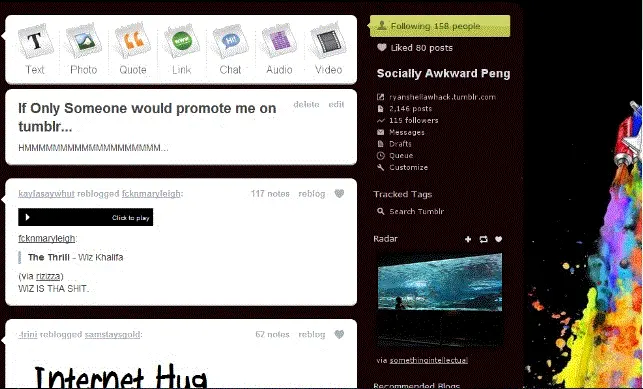 Text Photo Quote Link Chat Audio Video
If Only Someone would promote me on
tumblr...
delete edit
HMMMMMMMMMMMMMMMMMMM...
kaylasaywhut reblogged fcknmaryleigh:
117 notes reblog
Click to play
fcknmaryleigh:
The Thrill - Wiz Khalifa
(via rizizza)
WIZ IS THA SHIT.
-trini reblogged samstaysgold:
67 notes reblog
Internet Hug
Following 158 people
Liked 80 posts
Socially Awkward Peng
ryanshellawhack.tumblr.com
2,146 posts
115 followers
Messages
Drafts
Queue
Customize
Tracked Tags
Search Tumblr
Radar
via somethingintellectual
Recommended Blogs